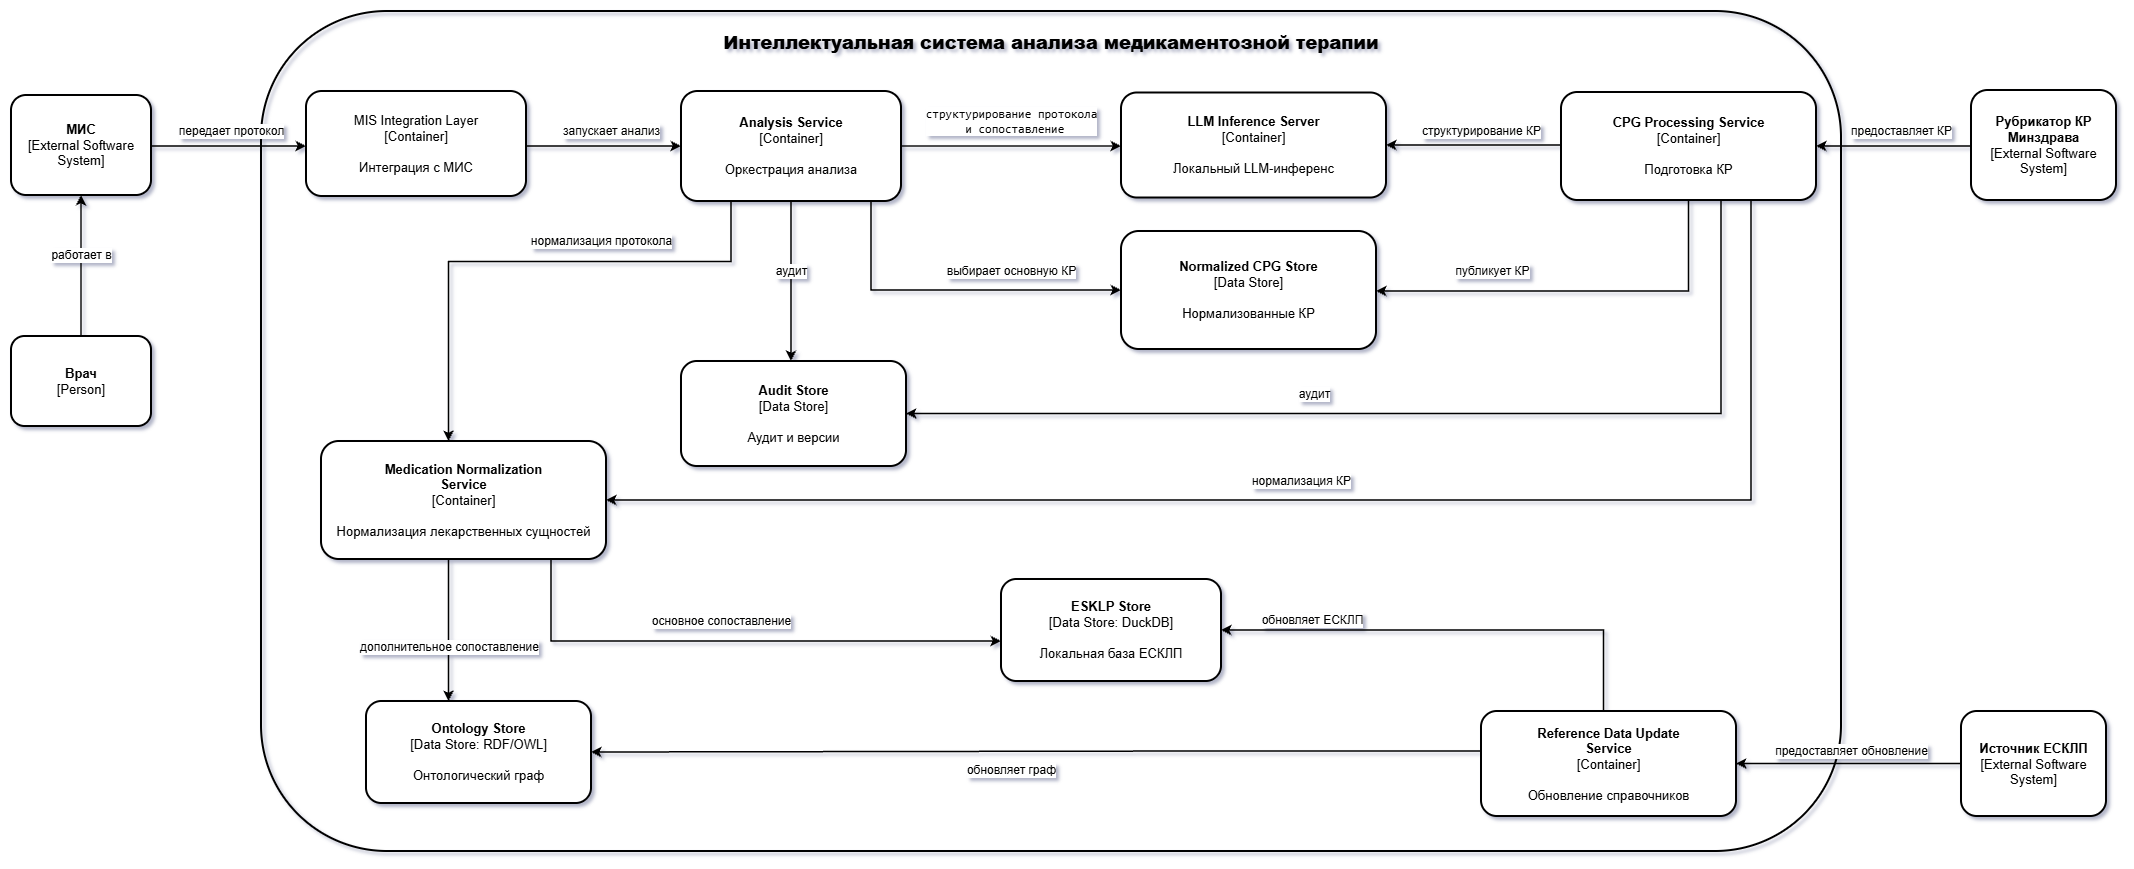 Интеллектуальная система анализа медикаментозной терапии
МИС
[External Software
System]
передает протокол
MIS Integration Layer
[Container]
Интеграция с МИС
запускает анализ
Analysis Service
[Container]
Оркестрация анализа
структурирование протокола
и сопоставление
LLM Inference Server
[Container]
Локальный LLM-инференс
структурирование КР
CPG Processing Service
[Container]
Подготовка КР
предоставляет КР
Рубрикатор КР
Минздрава
[External Software
System]
работает в
нормализация протокола
аудит
выбирает основную КР
Normalized CPG Store
[Data Store]
Нормализованные КР
публикует КР
Врач
[Person]
Audit Store
[Data Store]
Аудит и версии
аудит
Medication Normalization
Service
[Container]
Нормализация лекарственных сущностей
нормализация КР
основное сопоставление
дополнительное сопоставление
ESKLP Store
[Data Store: DuckDB]
Локальная база ЕСКЛП
обновляет ЕСКЛП
Ontology Store
[Data Store: RDF/OWL]
Онтологический граф
обновляет граф
Reference Data Update
Service
[Container]
Обновление справочников
предоставляет обновление
Источник ЕСКЛП
[External Software
System]